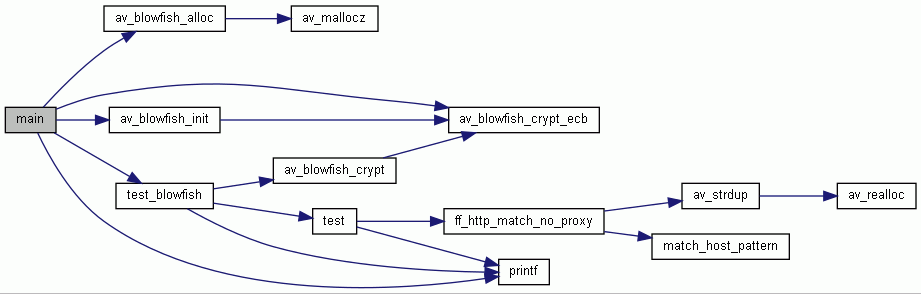 av_blowfish_alloc
av_mallocz
main
av_blowfish_init
av_blowfish_crypt_ecb
av_blowfish_crypt
test_blowfish
av_strdup
av_realloc
test
ff_http_match_no_proxy
match_host_pattern
printf